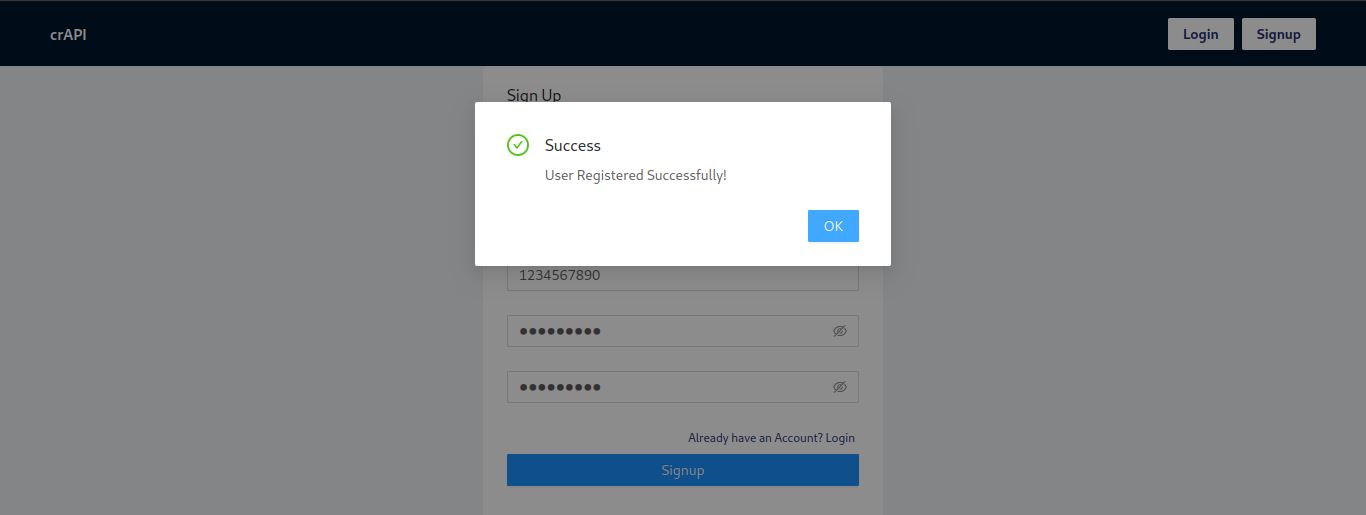 crAPI
Login
Signup
Sign Up
Success
User Registered Successfully!
OK
1234567890
Already have an Account? Login
Signup